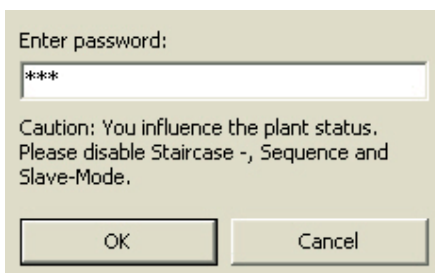 Enter password:
***
Caution: You influence the plant status.
Please disable Staircase -, Sequence and
Slave-Mode.
OK
Cancel